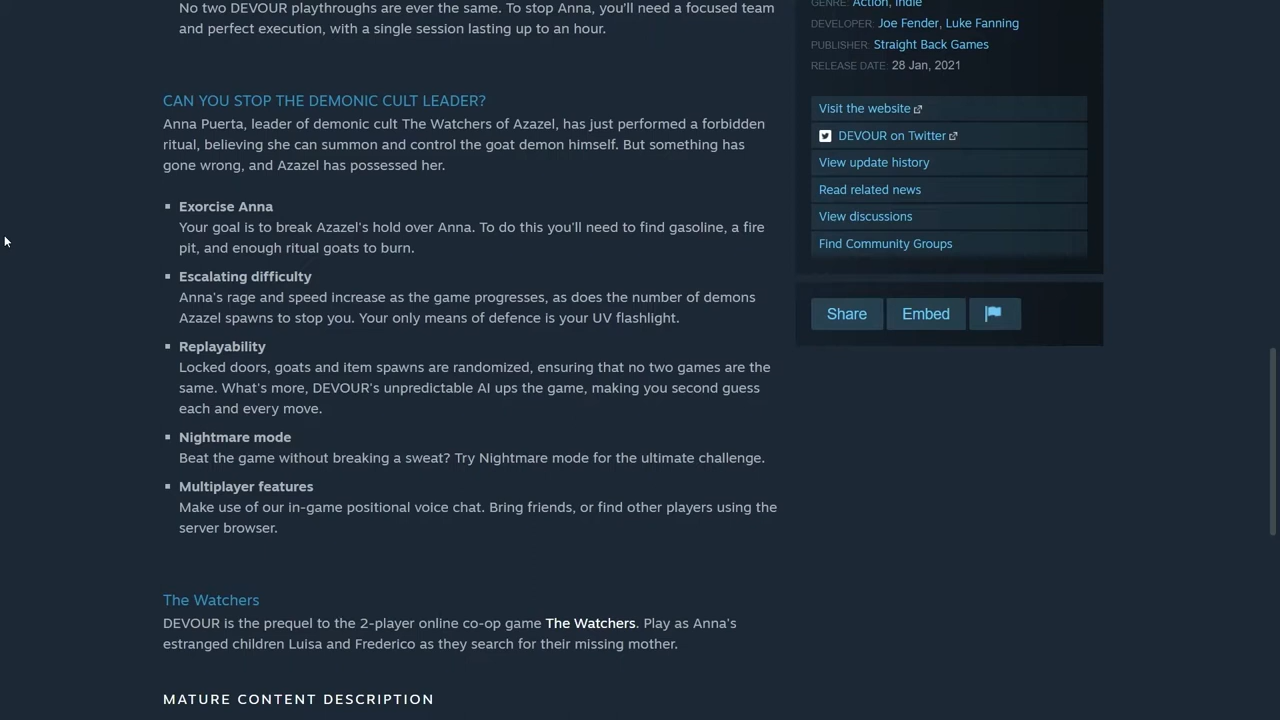 No two DEVOUR playthroughs are ever the same. To stop Anna, you'll need a focused team
and perfect execution, with a single session lasting up to an hour.
CAN YOU STOP THE DEMONIC CULT LEADER?
Anna Puerta, leader of demonic cult The Watchers of Azazel, has just performed a forbidden
ritual, believing she can summon and control the goat demon himself. But something has
gone wrong, and Azazel has possessed her.
Exorcise Anna
Your goal is to break Azazel's hold over Anna. To do this you'll need to find gasoline, a fire
pit, and enough ritual goats to burn.
Escalating difficulty
Anna's rage and speed increase as the game progresses, as does the number of demons
Azazel spawns to stop you. Your only means of defence is your UV flashlight.
Replayability
Locked doors, goats and item spawns are randomized, ensuring that no two games are the
same. What's more, DEVOUR's unpredictable AI ups the game, making you second guess
each and every move.
Nightmare mode
Beat the game without breaking a sweat? Try Nightmare mode for the ultimate challenge.
Multiplayer features
Make use of our in-game positional voice chat. Bring friends, or find other players using the
server browser.
The Watchers
DEVOUR is the prequel to the 2-player online co-op game The Watchers. Play as Anna's
estranged children Luisa and Frederico as they search for their missing mother.
MATURE CONTENT DESCRIPTION
GENRE: Action, Indie
DEVELOPER: Joe Fender, Luke Fanning
PUBLISHER: Straight Back Games
RELEASE DATE: 28 Jan, 2021
Visit the website
DEVOUR on Twitter
View update history
Read related news
View discussions
Find Community Groups
Share Embed